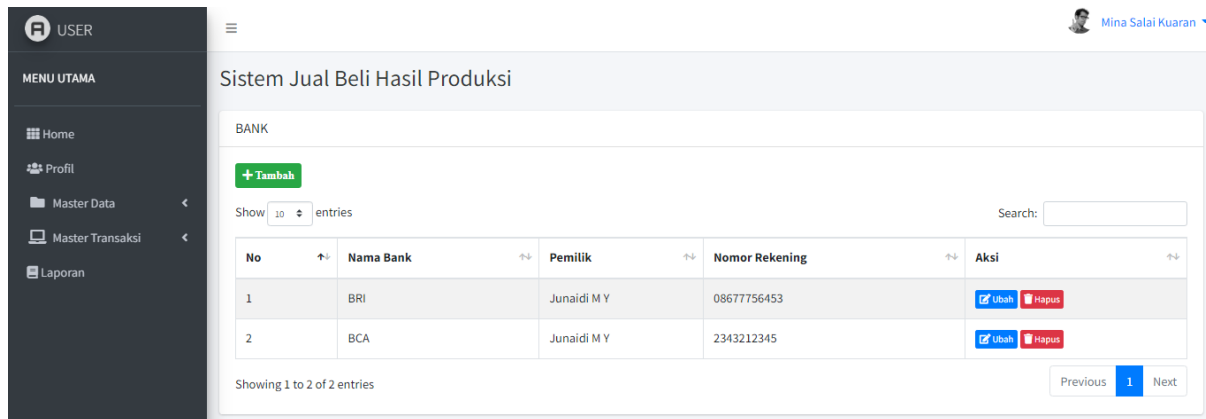 USER
Mina Salai Kuaran
MENU UTAMA
Home
Profil
Master Data
Master Transaksi
Laporan
Sistem Jual Beli Hasil Produksi
BANK
Tambah
Show 10 entries
Search:
No Nama Bank Pemilik Nomor Rekening Aksi
1 BRI Junaidi M Y 08677756453 Ubah Hapus
2 BCA Junaidi M Y 2343212345 Ubah Hapus
Showing 1 to 2 of 2 entries
Previous 1 Next